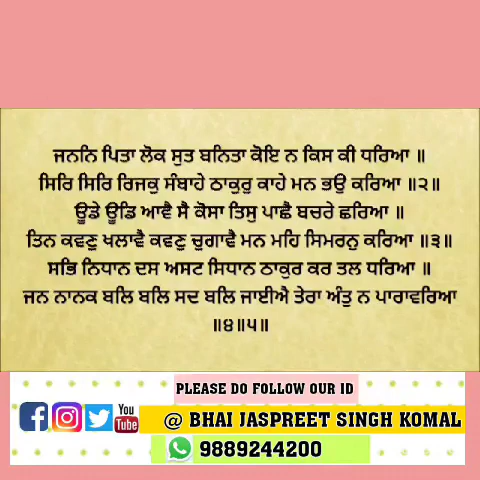 ਜਨਨਿ ਪਿਤਾ ਲੋਕ ਸੁਤ ਬਨਿਤਾ ਕੋਇ ਨ ਕਿਸ ਕੀ ਧਰਿਆ ॥
ਸਿਰਿ ਸਿਰਿ ਰਿਜਕੁ ਸੰਬਾਹੇ ਠਾਕੁਰੁ ਕਾਹੇ ਮਨ ਭਉ ਕਰਿਆ ॥੨॥
ਊਡੇ ਊਡਿ ਆਵੈ ਸੈ ਕੋਸਾ ਤਿਸੁ ਪਾਛੈ ਬਚਰੇ ਛਰਿਆ ॥
ਤਿਨ ਕਵਣੁ ਖਲਾਵੈ ਕਵਣੁ ਚੁਗਾਵੈ ਮਨ ਮਹਿ ਸਿਮਰਨੁ ਕਰਿਆ ॥੩॥
ਸਭਿ ਨਿਧਾਨ ਦਸ ਅਸਟ ਸਿਧਾਨ ਠਾਕੁਰ ਕਰ ਤਲ ਧਰਿਆ ॥
ਜਨ ਨਾਨਕ ਬਲਿ ਬਲਿ ਸਦ ਬਲਿ ਜਾਈਐ ਤੇਰਾ ਅੰਤੁ ਨ ਪਾਰਾਵਰਿਆ
॥੪॥੫॥
PLEASE DO FOLLOW OUR ID
You Tube @ BHAI JASPREET SINGH KOMAL
9889244200